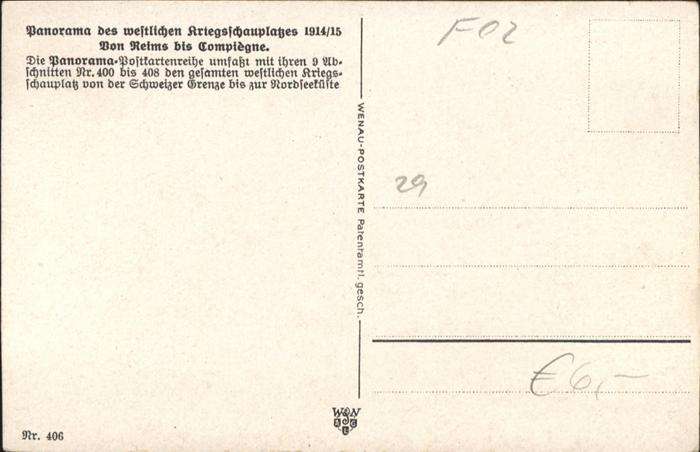 Panorama des westlichen Kriegsschauplatzes 1914/15
Von Reims bis Compiègne.
Die Panorama-Postkartenreihe umfaßt mit ihren 9 Ab-
schnitten Nr. 400 bis 408 den gesamten westlichen Kriegs-
schauplatz von der Schweizer Grenze bis zur Nordseeküste
F02
WENAU-POSTKARTE Patentamtl. gesch.
29
€6,-
W N
Nr. 406